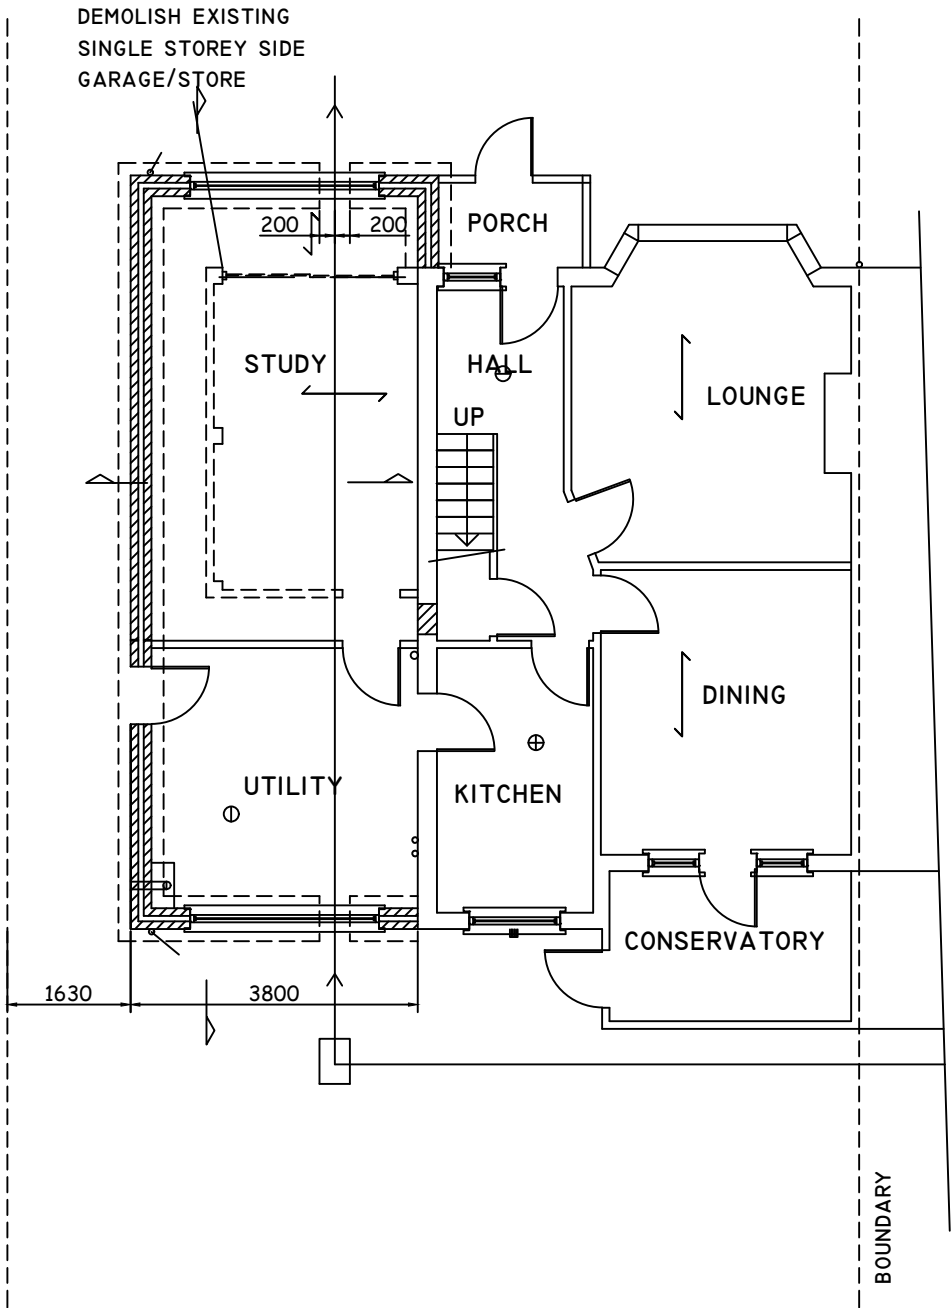 DEMOLISH EXISTING
SINGLE STOREY SIDE
GARAGE/STORE
200 200
PORCH
STUDY
HALL
LOUNGE
UP
DINING
UTILITY
KITCHEN
CONSERVATORY
1630 3800
BOUNDARY